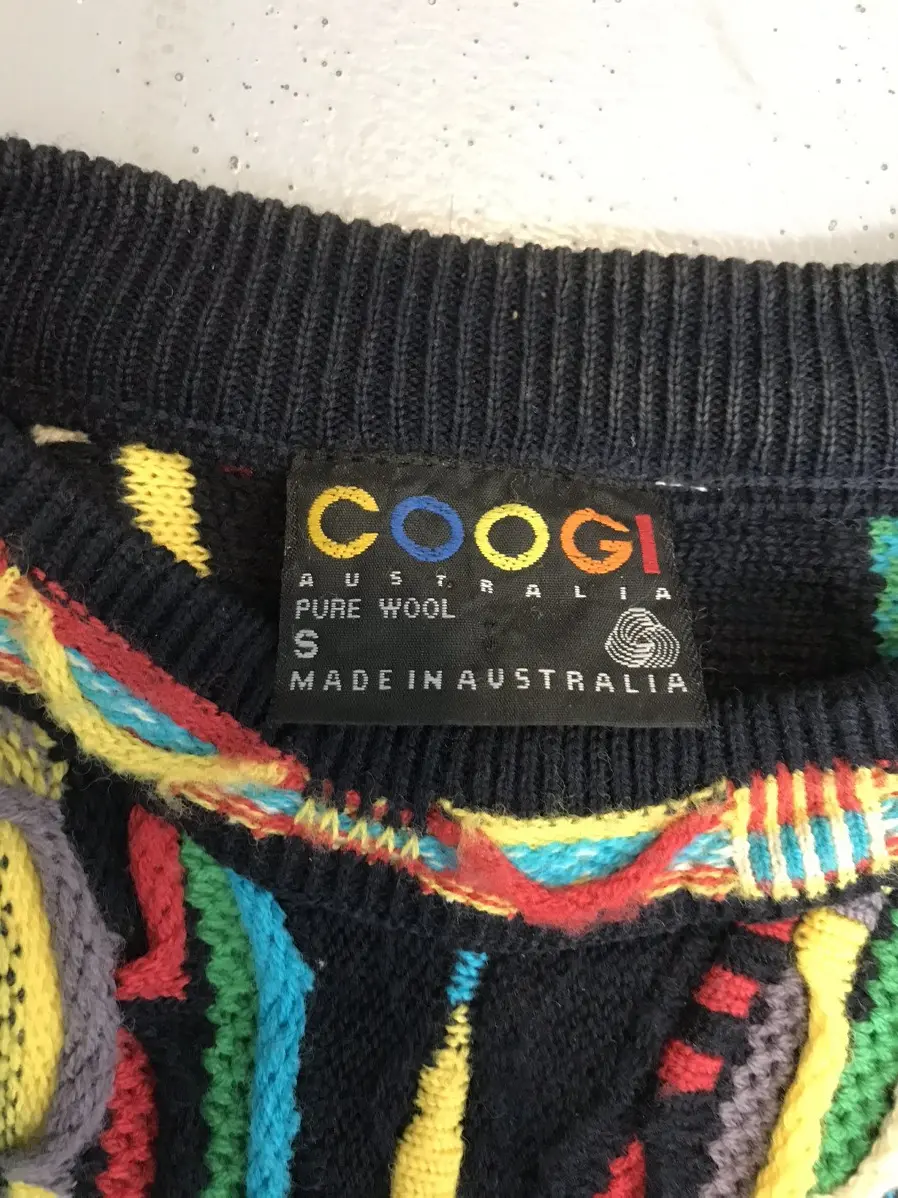 COOGI
AUSTRALIA
PURE WOOL
S
MADE IN AUSTRALIA